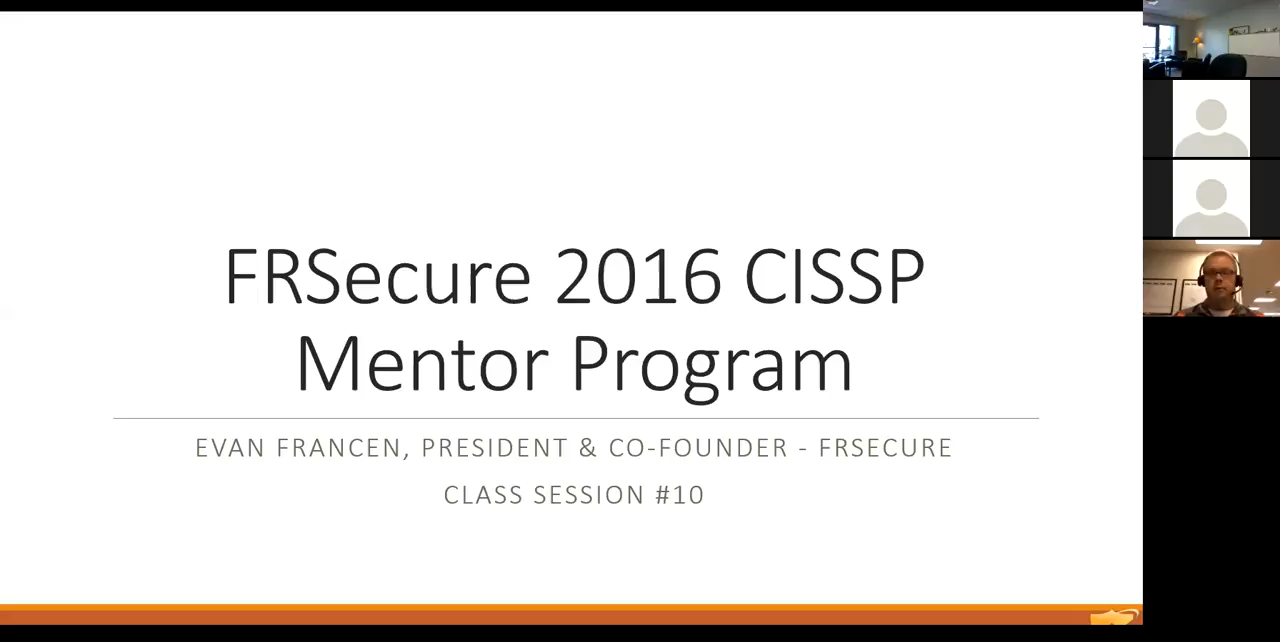 FRSecure 2016 CISSP
Mentor Program
EVAN FRANCEN, PRESIDENT & CO-FOUNDER - FRSECURE
CLASS SESSION #10